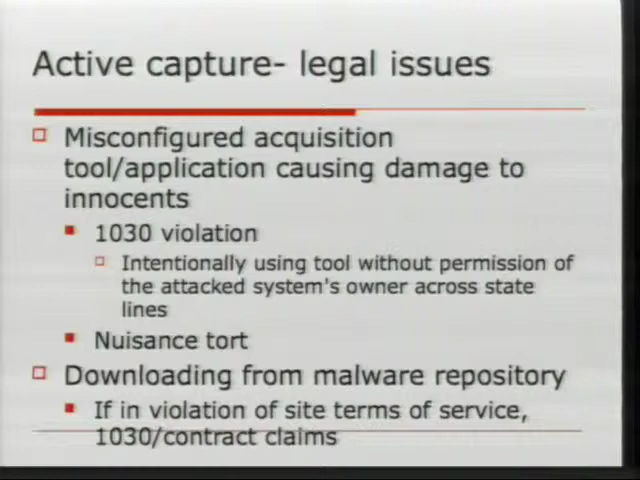 Active capture- legal issues
Misconfigured acquisition
tool/application causing damage to
innocents
1030 violation
Intentionally using tool without permission of
the attacked system's owner across state
lines
Nuisance tort
Downloading from malware repository
If in violation of site terms of service,
1030/contract claims